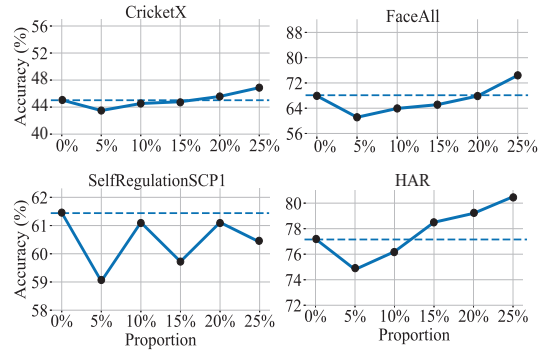 CricketX
Accuracy (%)
56
52
48
44
40
0% 5% 10% 15% 20% 25%
FaceAll
88
80
72
64
56
0% 5% 10% 15% 20% 25%
SelfRegulationSCP1
Accuracy (%)
62
61
60
59
58
0% 5% 10% 15% 20% 25%
Proportion
HAR
80
78
76
74
72
0% 5% 10% 15% 20% 25%
Proportion